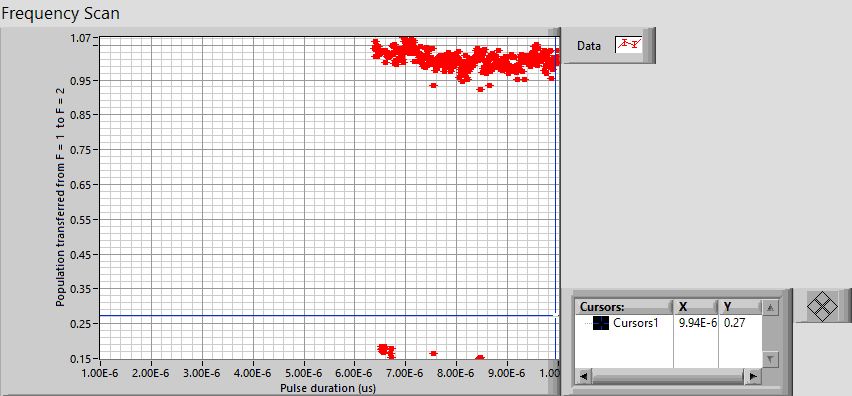 Frequency Scan
Data
Population transferred from F = 1 to F = 2
1.07
0.95
0.85
0.75
0.65
0.55
0.45
0.35
0.25
0.15
1.00E-6 2.00E-6 3.00E-6 4.00E-6 5.00E-6 6.00E-6 7.00E-6 8.00E-6 9.00E-6 1.00
Pulse duration (us)
Cursors: X Y
Cursors1 9.94E-6 0.27